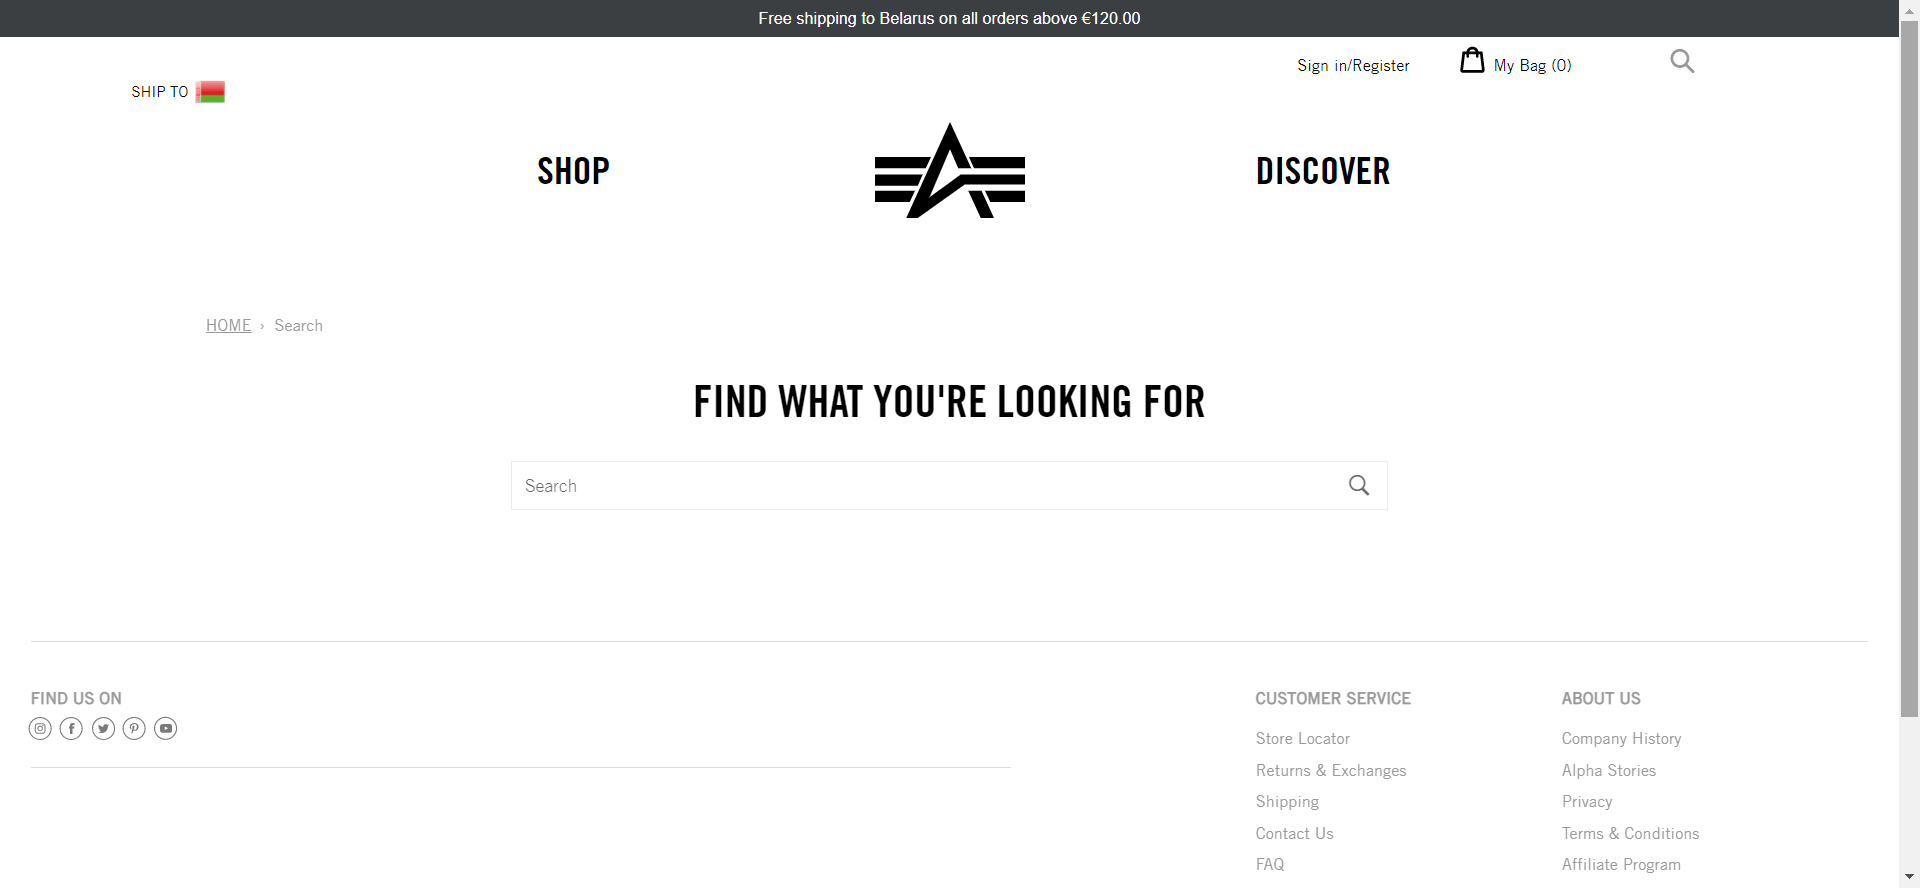 Free shipping to Belarus on all orders above €120.00
Sign in/Register
My Bag (0)
SHIP TO
SHOP
DISCOVER
HOME › Search
FIND WHAT YOU'RE LOOKING FOR
Search
FIND US ON
CUSTOMER SERVICE
Store Locator
Returns & Exchanges
Shipping
Contact Us
FAQ
ABOUT US
Company History
Alpha Stories
Privacy
Terms & Conditions
Affiliate Program